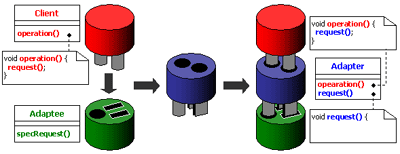 Client
operation()
void operation() {
request();
}
Adaptee
specRequest()
void operation() {
request();
}
Adapter
opearation()
request()
void request() {